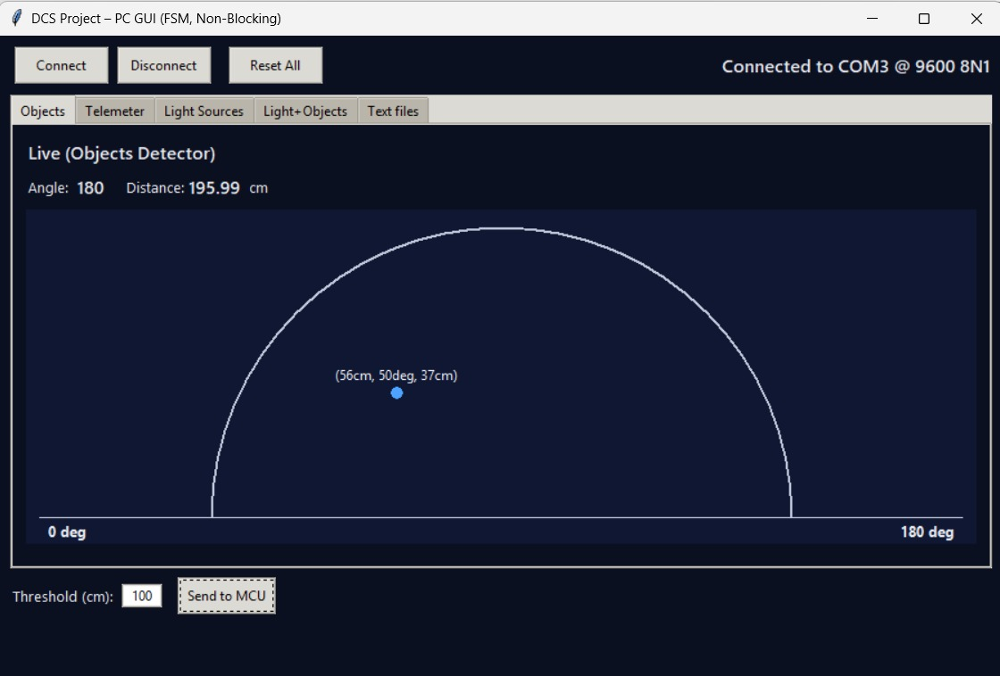 DCS Project – PC GUI (FSM, Non-Blocking)
Connect Disconnect Reset All Connected to COM3 @ 9600 8N1
Objects Telemeter Light Sources Light+Objects Text files
Live (Objects Detector)
Angle: 180 Distance: 195.99 cm
(56cm, 50deg, 37cm)
0 deg 180 deg
Threshold (cm): 100 Send to MCU